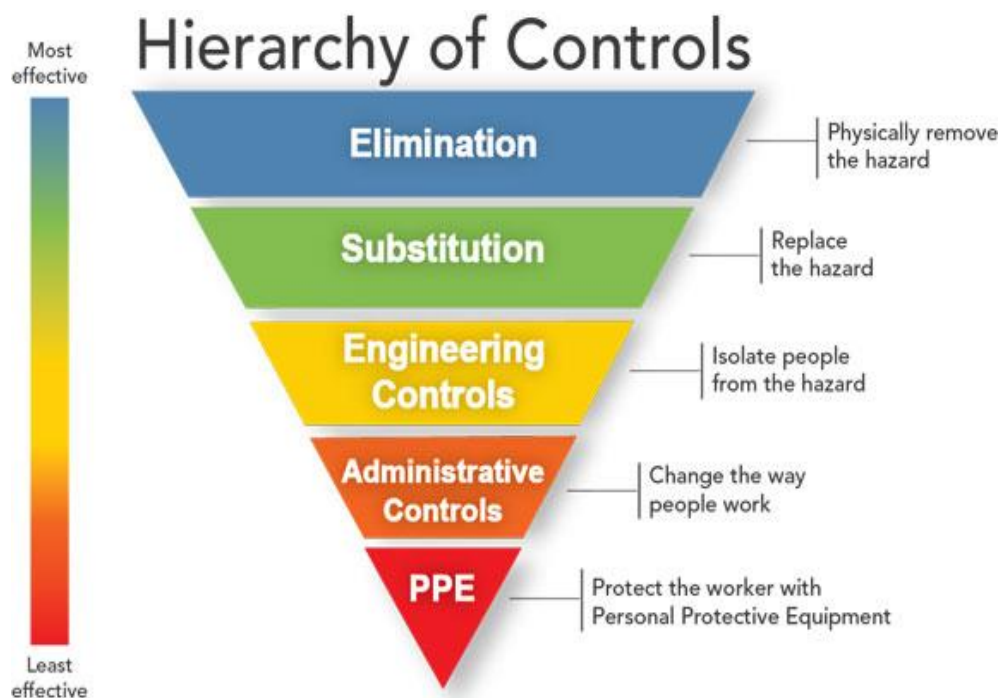 Hierarchy of Controls
Most
effective
Elimination
Physically remove
the hazard
Substitution
Replace
the hazard
Engineering
Controls
Isolate people
from the hazard
Administrative
Controls
Change the way
people work
PPE
Protect the worker with
Personal Protective Equipment
Least
effective